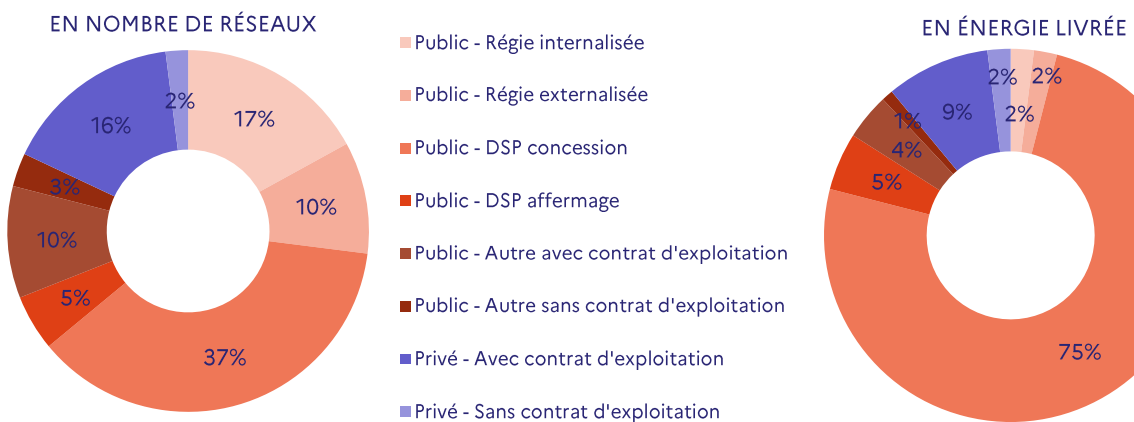 EN NOMBRE DE RÉSEAUX
2%
17%
16%
3%
10%
10%
5%
37%
Public - Régie internalisée
Public - Régie externalisée
Public - DSP concession
Public - DSP affermage
Public - Autre avec contrat d'exploitation
Public - Autre sans contrat d'exploitation
Privé - Avec contrat d'exploitation
Privé - Sans contrat d'exploitation
EN ÉNERGIE LIVRÉE
2%
2%
9%
2%
1%
4%
5%
75%